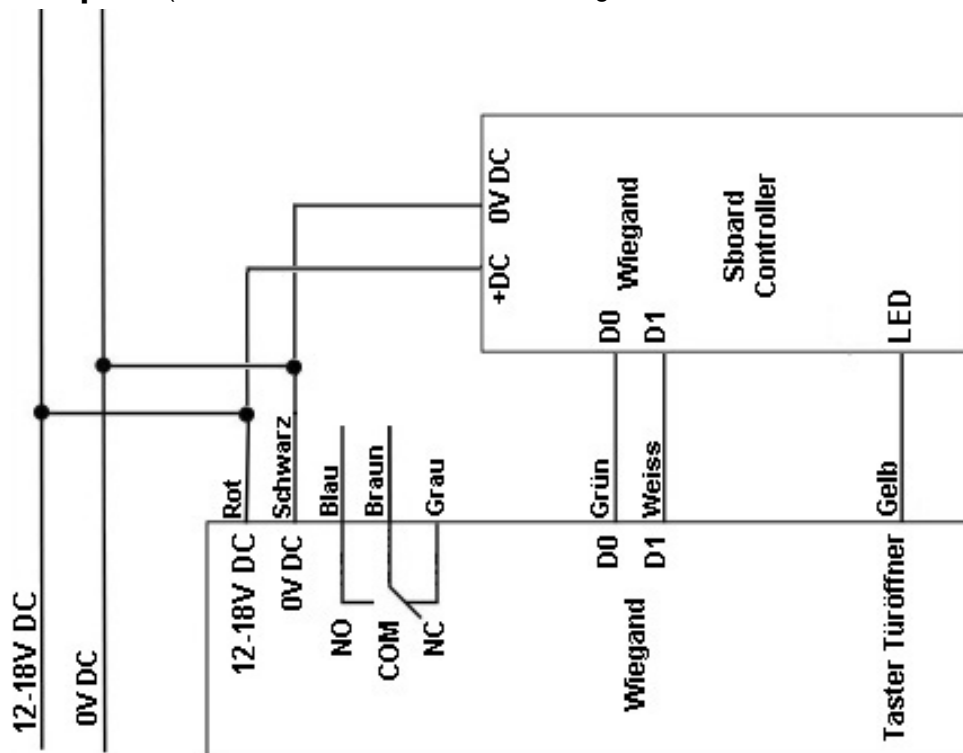 12-18V DC
0V DC
0V DC
+DC
Wiegand
D0
D1
Sboard
Controller
LED
Rot
Schwarz
Blau
Braun
Grau
Grün
Weiss
Gelb
12-18V DC
0V DC
NO
COM
NC
D0
D1
Wiegand
Taster Türöffner